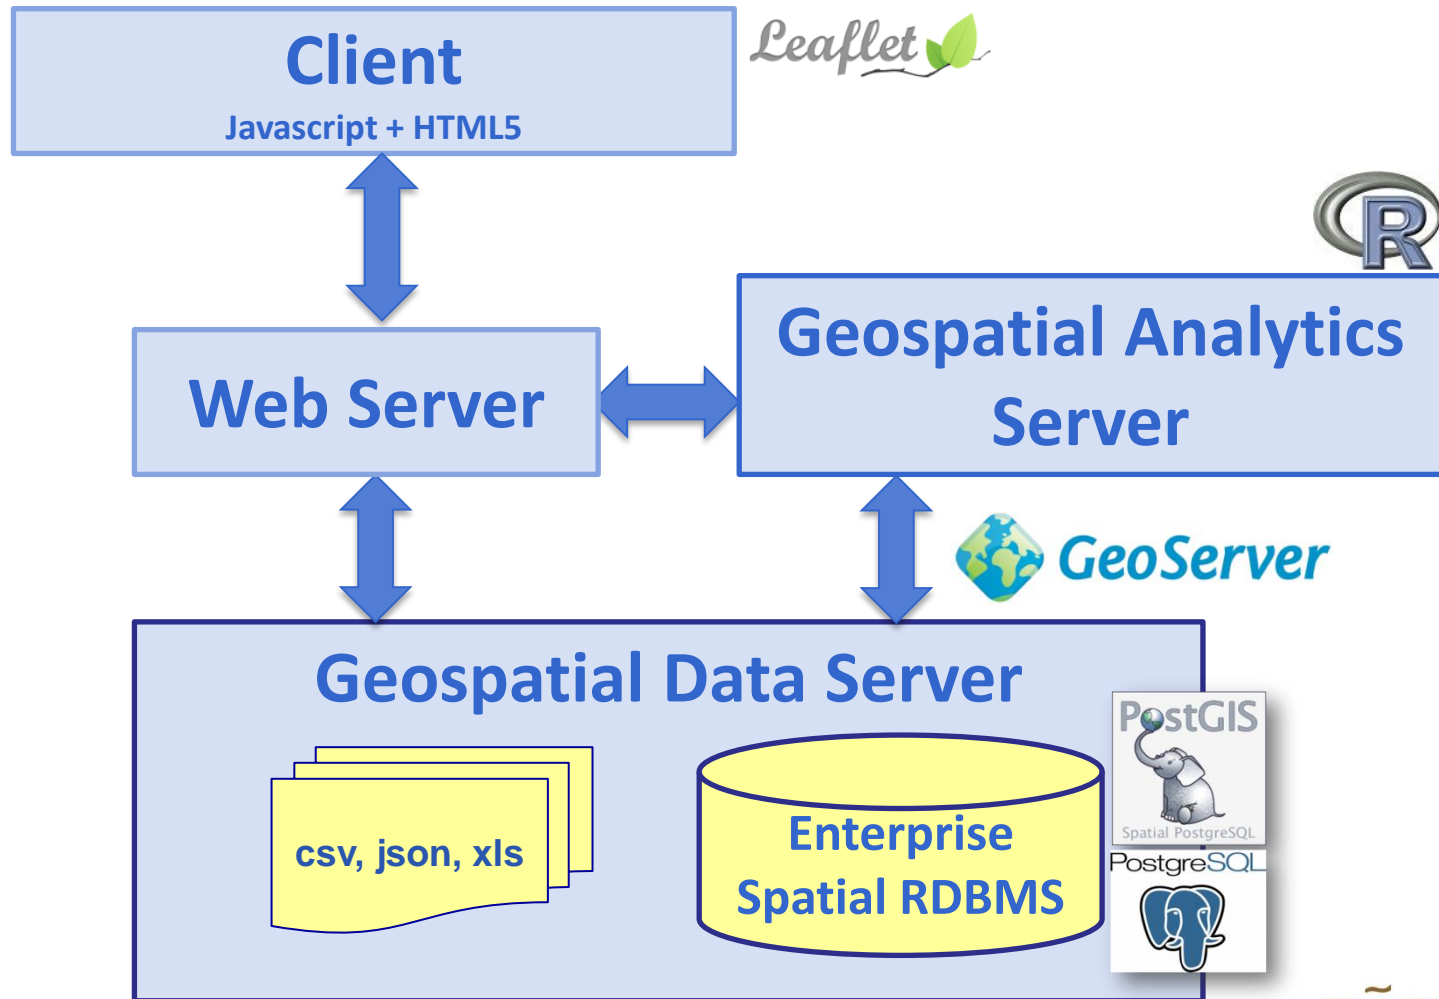 Client
Javascript + HTML5
Leaflet
R
Geospatial Analytics
Server
Web Server
GeoServer
Geospatial Data Server
PostGIS
Spatial PostgreSQL
csv, json, xls
Enterprise
Spatial RDBMS
PostgreSQL